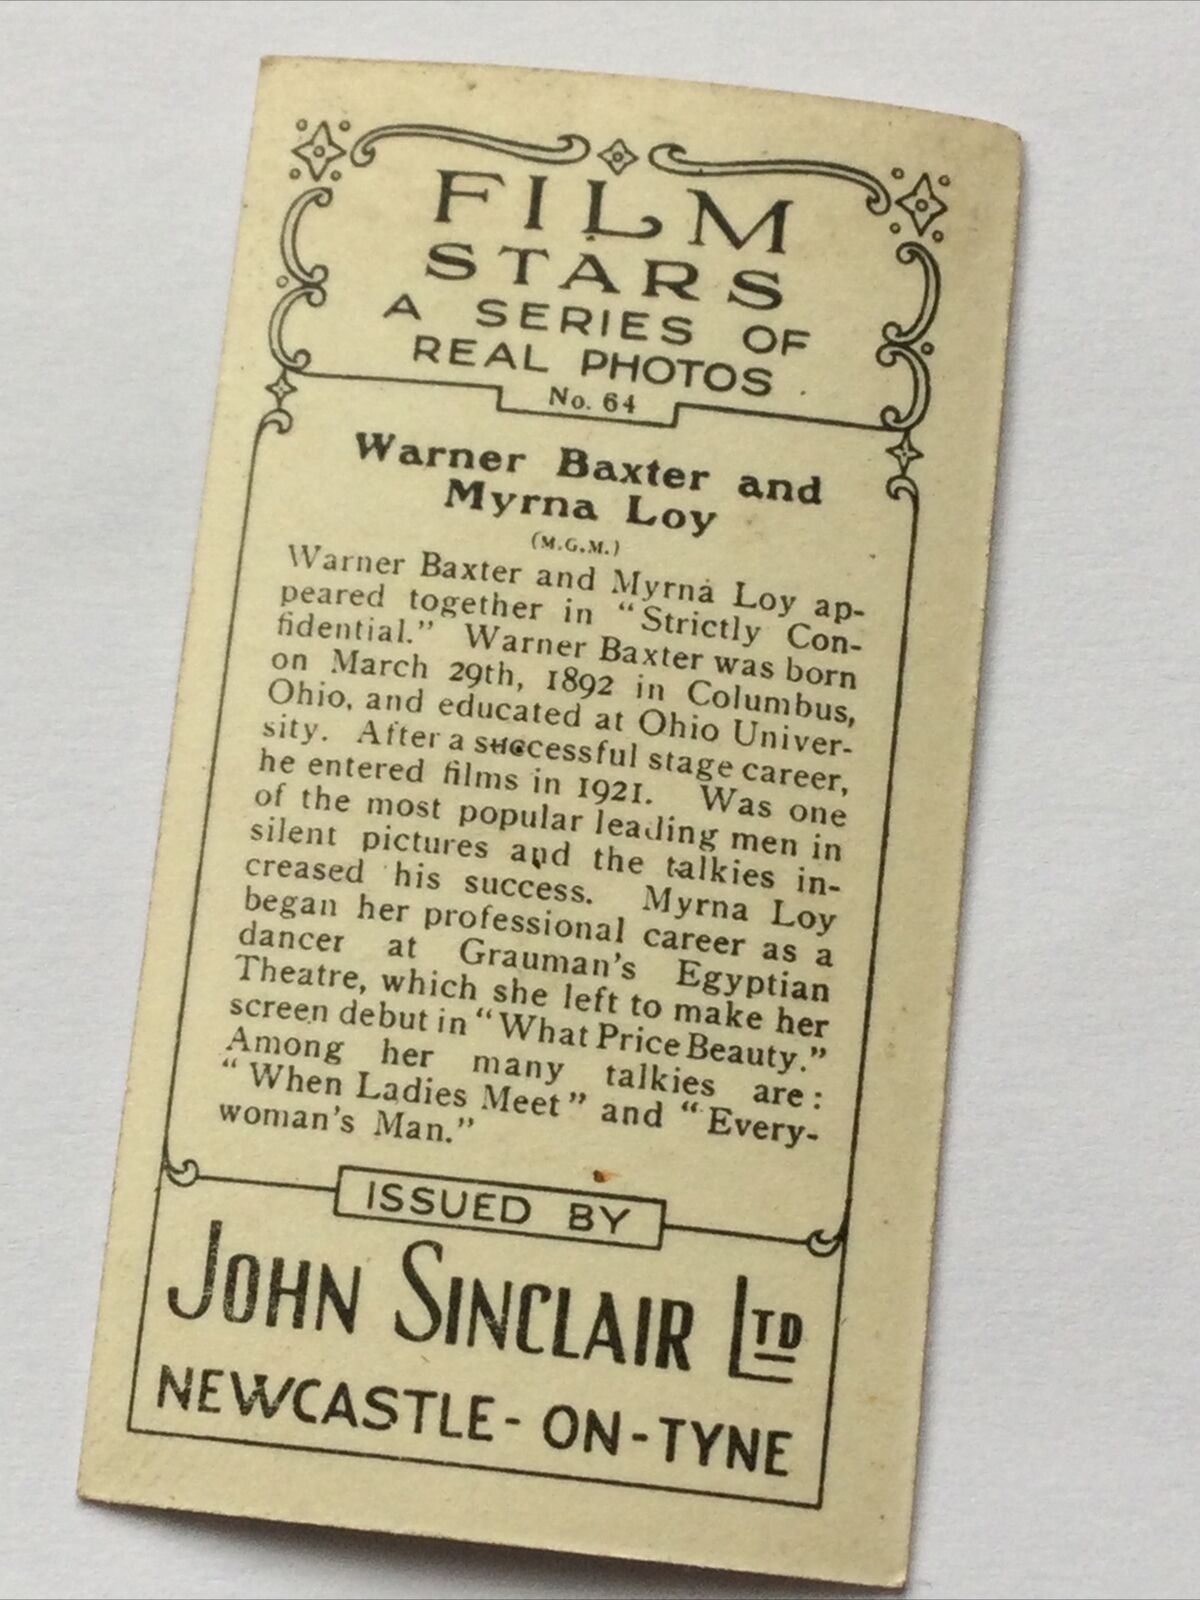 FILM
STARS
A SERIES OF
REAL PHOTOS
No. 64
Warner Baxter and
Myrna Loy
(M.G.M.)
Warner Baxter and Myrna Loy ap-
peared together in "Strictly Con-
fidential." Warner Baxter was born
on March 29th, 1892 in Columbus,
Ohio, and educated at Ohio Univer-
sity. After a successful stage career,
he entered films in 1921. Was one
of the most popular leading men in
silent pictures and the talkies in-
creased his success. Myrna Loy
began her professional career as a
dancer at Grauman's Egyptian
Theatre, which she left to make her
screen debut in "What Price Beauty."
Among her many talkies are:
"When Ladies Meet" and "Every-
woman's Man."
ISSUED BY
JOHN SINCLAIR LTD
NEWCASTLE-ON-TYNE